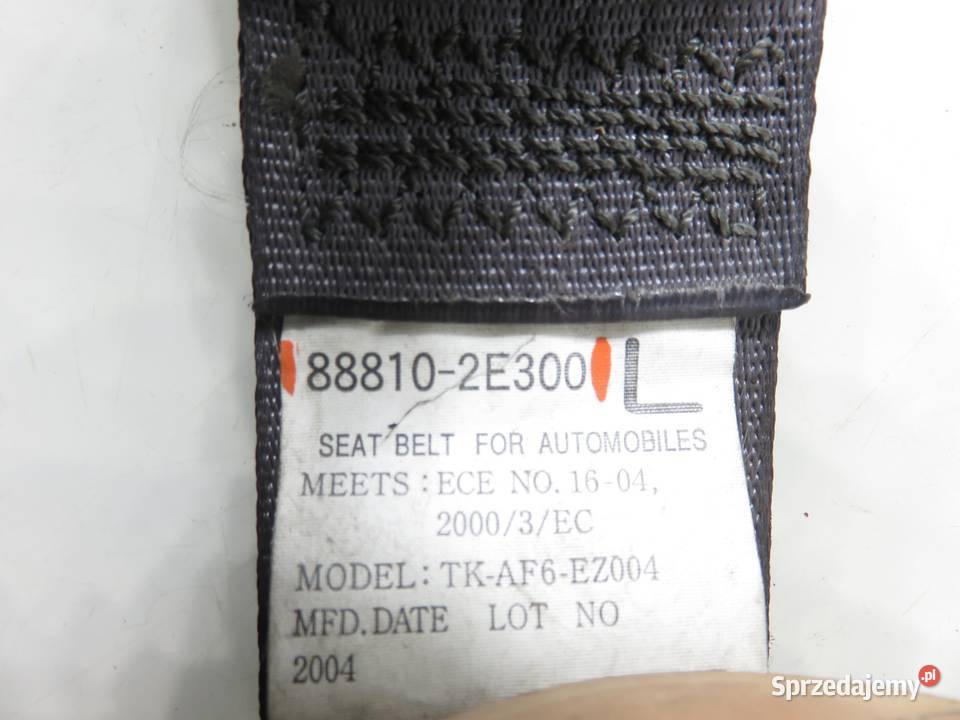 88810-2E300 L
SEAT BELT FOR AUTOMOBILES
MEETS : ECE NO. 16-04,
2000/3/EC
MODEL : TK-AF6-EZ004
MFD. DATE LOT NO
2004
Sprzedajemy.pl